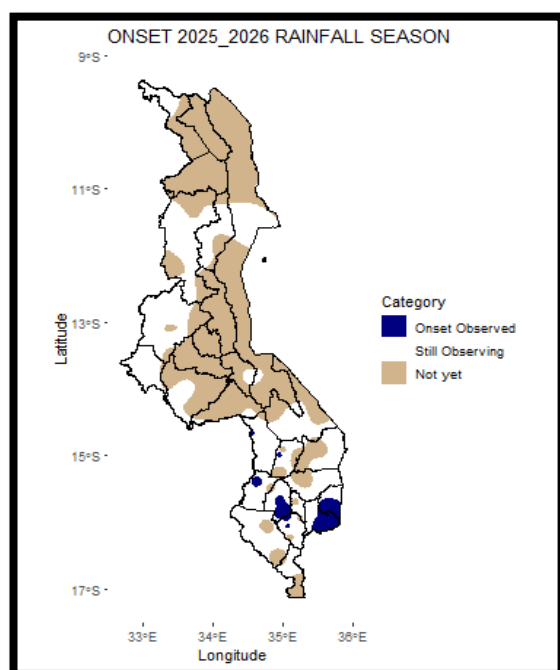 ONSET 2025_2026 RAINFALL SEASON
9°S
11°S
13°S
15°S
17°S
Latitude
33°E 34°E 35°E 36°E
Longitude
Category
Onset Observed
Still Observing
Not yet